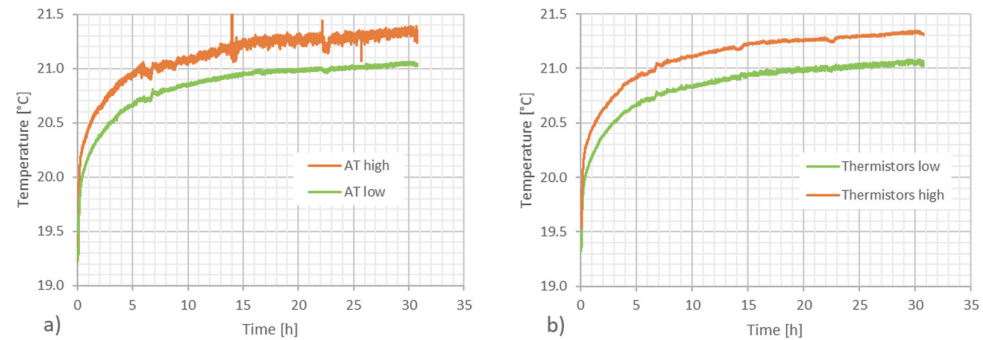 21.5
21.0
20.5
20.0
19.5
19.0
Temperature [°C]
AT high
AT low
0 5 10 15 20 25 30 35
Time [h]
a)
21.5
21.0
20.5
20.0
19.5
19.0
Temperature [°C]
Thermistors low
Thermistors high
0 5 10 15 20 25 30 35
Time [h]
b)